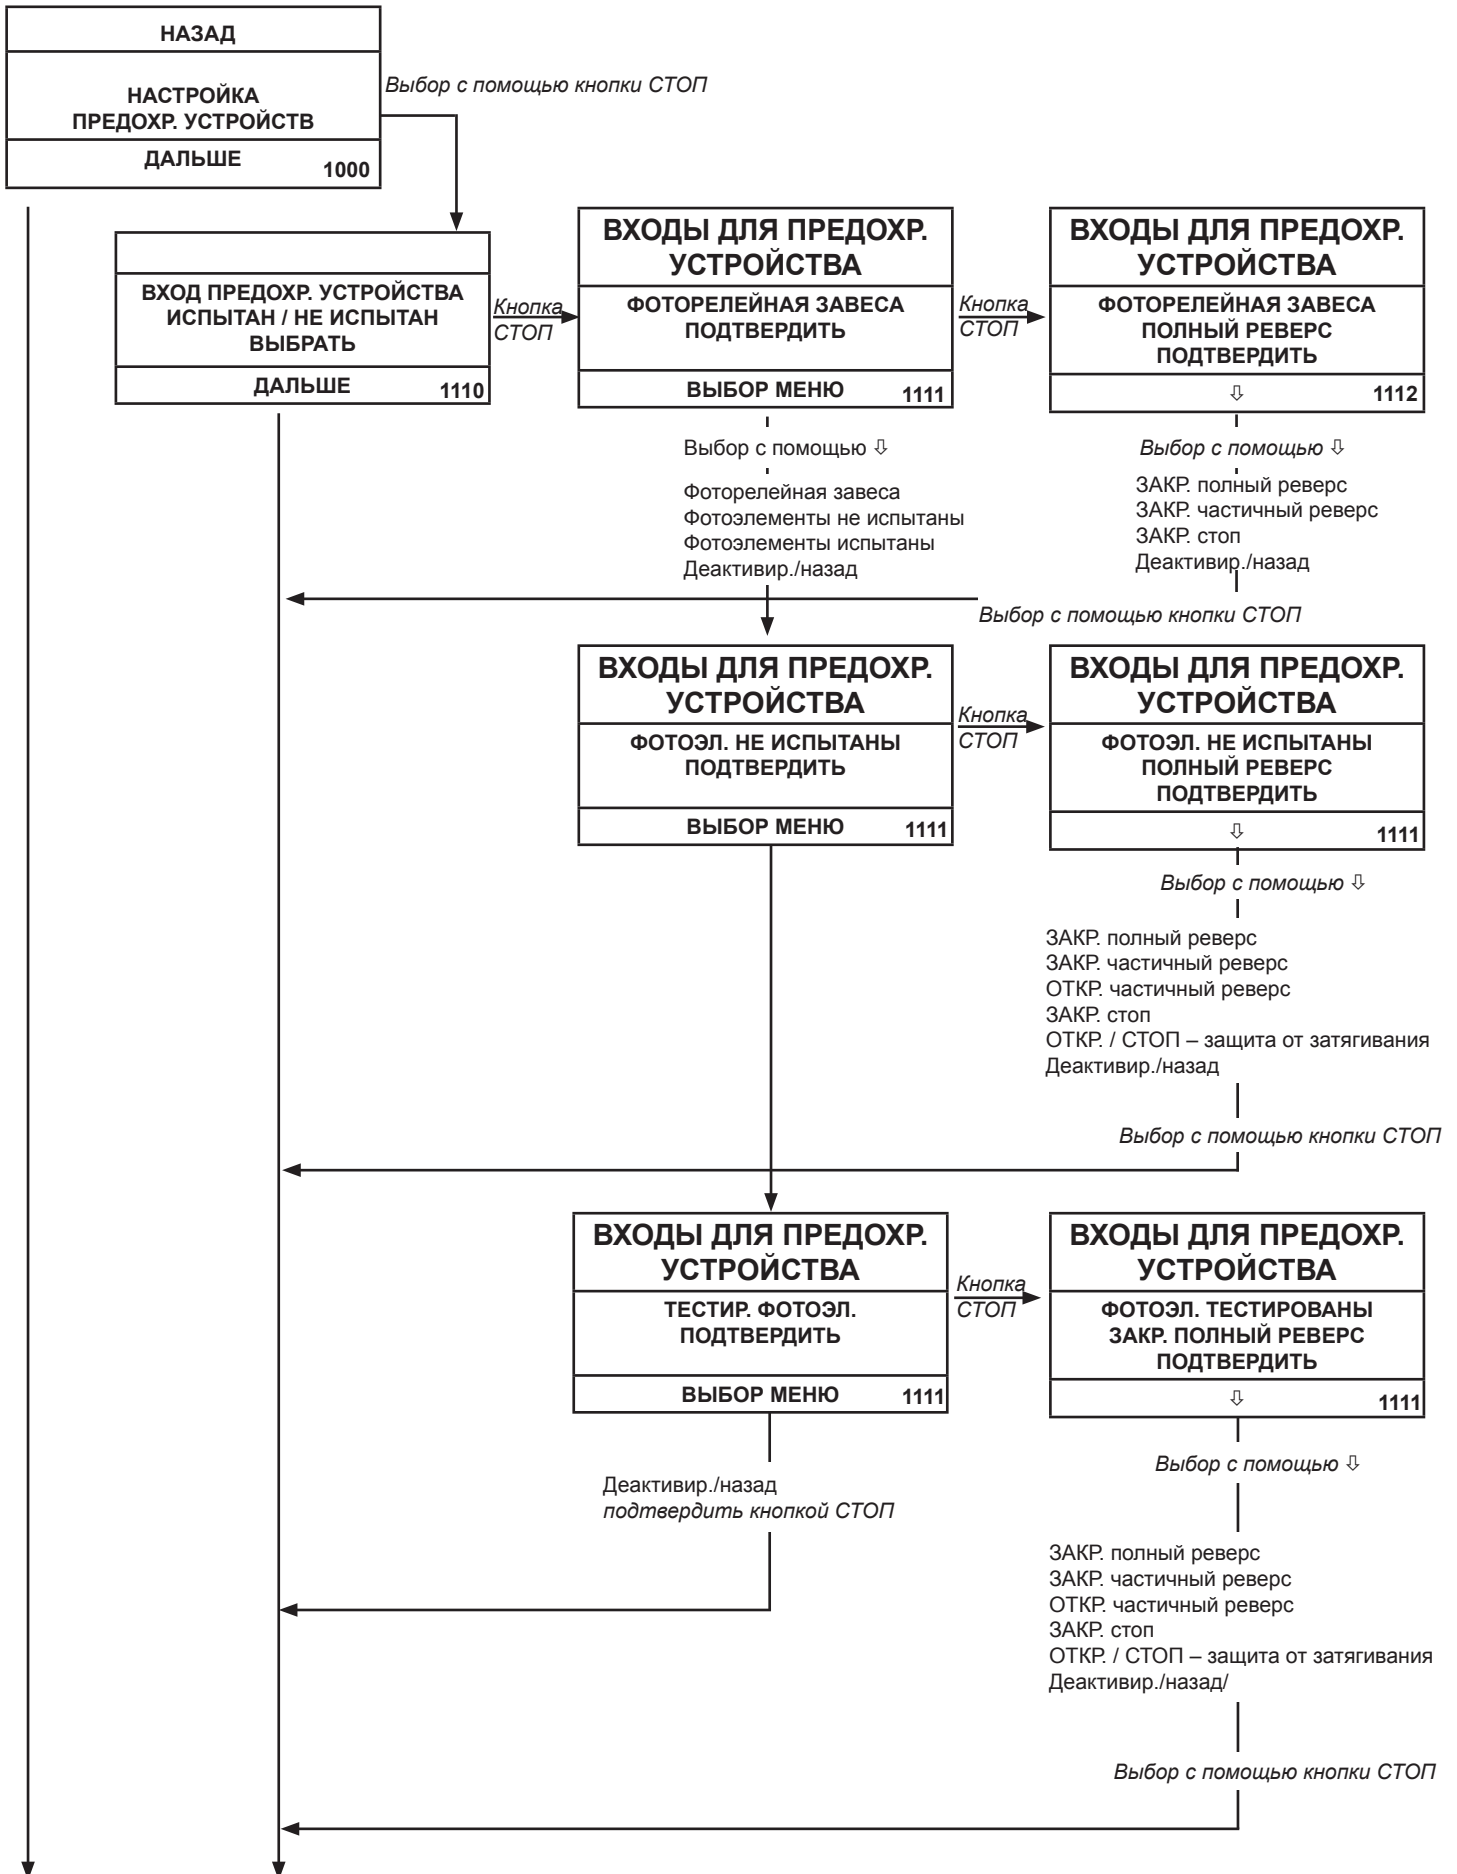 НАЗАД
НАСТРОЙКА
ПРЕДОХР. УСТРОЙСТВ
ДАЛЬШЕ
1000
Выбор с помощью кнопки СТОП
ВХОД ПРЕДОХР. УСТРОЙСТВА
ИСПЫТАН / НЕ ИСПЫТАН
ВЫБРАТЬ
ДАЛЬШЕ
1110
Кнопка
СТОП
ВХОДЫ ДЛЯ ПРЕДОХР.
УСТРОЙСТВА
ФОТОРЕЛЕЙНАЯ ЗАВЕСА
ПОДТВЕРДИТЬ
ВЫБОР МЕНЮ
1111
Кнопка
СТОП
ВХОДЫ ДЛЯ ПРЕДОХР.
УСТРОЙСТВА
ФОТОРЕЛЕЙНАЯ ЗАВЕСА
ПОЛНЫЙ РЕВЕРС
ПОДТВЕРДИТЬ
⇩
1112
Выбор с помощью ⇩
Фоторелейная завеса
Фотоэлементы не испытаны
Фотоэлементы испытаны
Деактивир./назад
Выбор с помощью ⇩
ЗАКР. полный реверс
ЗАКР. частичный реверс
ЗАКР. стоп
Деактивир./назад
Выбор с помощью кнопки СТОП
ВХОДЫ ДЛЯ ПРЕДОХР.
УСТРОЙСТВА
ФОТОЭЛ. НЕ ИСПЫТАНЫ
ПОДТВЕРДИТЬ
ВЫБОР МЕНЮ
1111
Кнопка
СТОП
ВХОДЫ ДЛЯ ПРЕДОХР.
УСТРОЙСТВА
ФОТОЭЛ. НЕ ИСПЫТАНЫ
ПОЛНЫЙ РЕВЕРС
ПОДТВЕРДИТЬ
⇩
1111
Выбор с помощью ⇩
ЗАКР. полный реверс
ЗАКР. частичный реверс
ОТКР. частичный реверс
ЗАКР. стоп
ОТКР. / СТОП – защита от затягивания
Деактивир./назад
Выбор с помощью кнопки СТОП
ВХОДЫ ДЛЯ ПРЕДОХР.
УСТРОЙСТВА
ТЕСТИР. ФОТОЭЛ.
ПОДТВЕРДИТЬ
ВЫБОР МЕНЮ
1111
Кнопка
СТОП
ВХОДЫ ДЛЯ ПРЕДОХР.
УСТРОЙСТВА
ФОТОЭЛ. ТЕСТИРОВАНЫ
ЗАКР. ПОЛНЫЙ РЕВЕРС
ПОДТВЕРДИТЬ
⇩
1111
Деактивир./назад
подтвердить кнопкой СТОП
Выбор с помощью ⇩
ЗАКР. полный реверс
ЗАКР. частичный реверс
ОТКР. частичный реверс
ЗАКР. стоп
ОТКР. / СТОП – защита от затягивания
Деактивир./назад/
Выбор с помощью кнопки СТОП